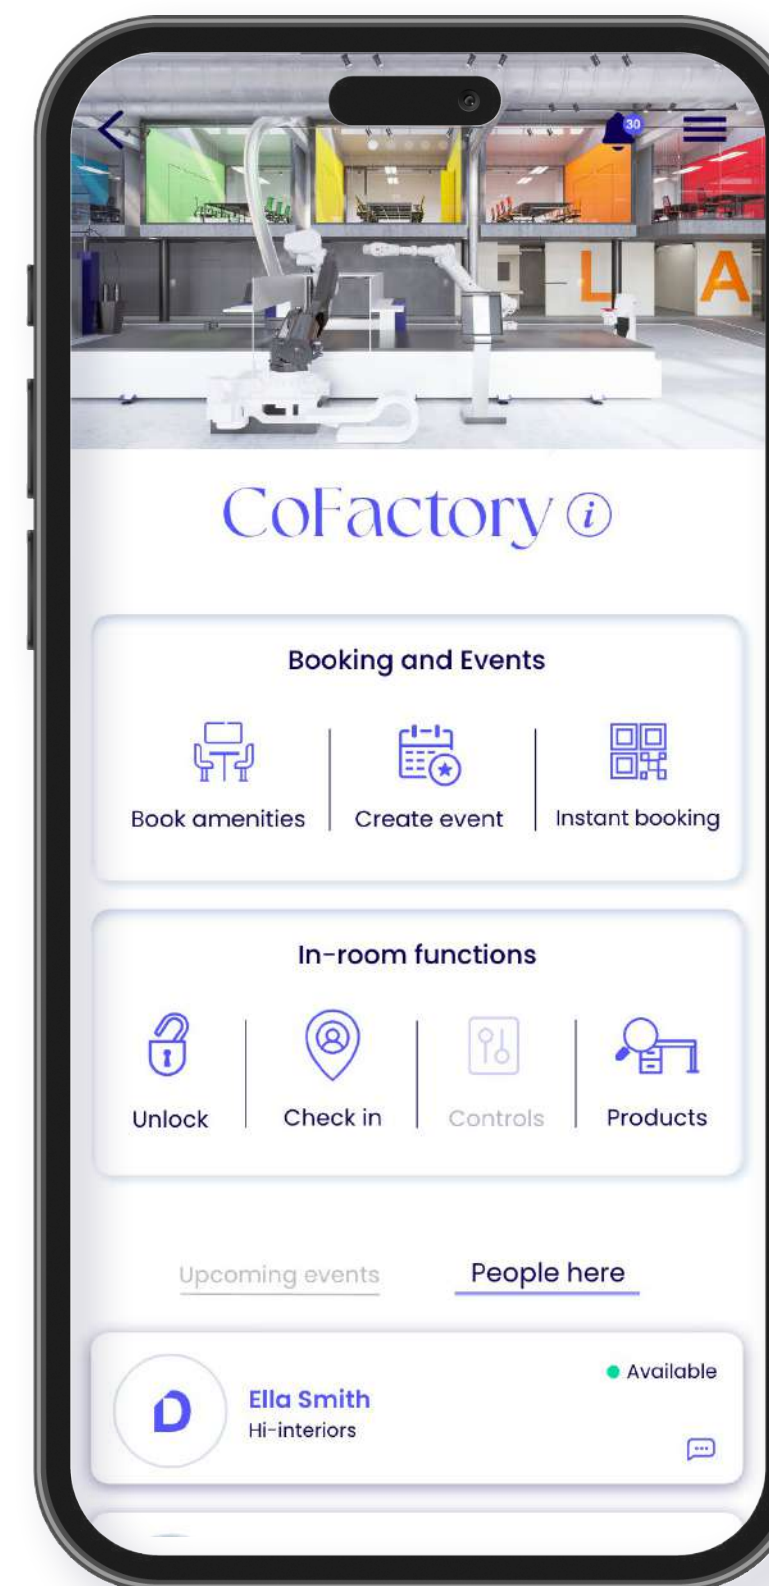 30
L A
CoFactory i
Booking and Events
Book amenities
Create event
Instant booking
In-room functions
Unlock
Check in
Controls
Products
Upcoming events
People here
Available
Ella Smith
Hi-interiors